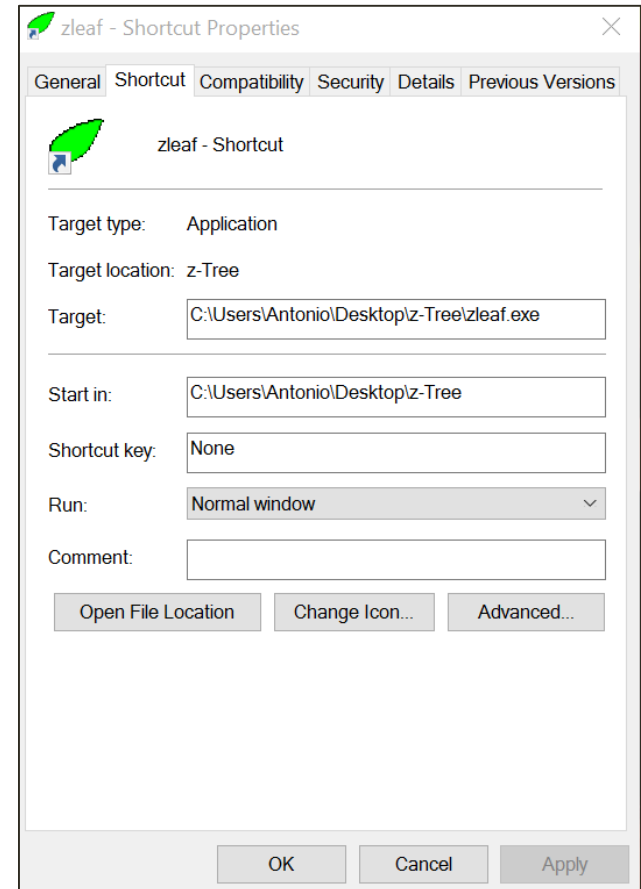 zleaf - Shortcut Properties
General Shortcut Compatibility Security Details Previous Versions
zleaf - Shortcut
Target type: Application
Target location: z-Tree
Target: C:\Users\Antonio\Desktop\z-Tree\zleaf.exe
Start in: C:\Users\Antonio\Desktop\z-Tree
Shortcut key: None
Run: Normal window
Comment:
Open File Location Change Icon... Advanced...
OK Cancel Apply